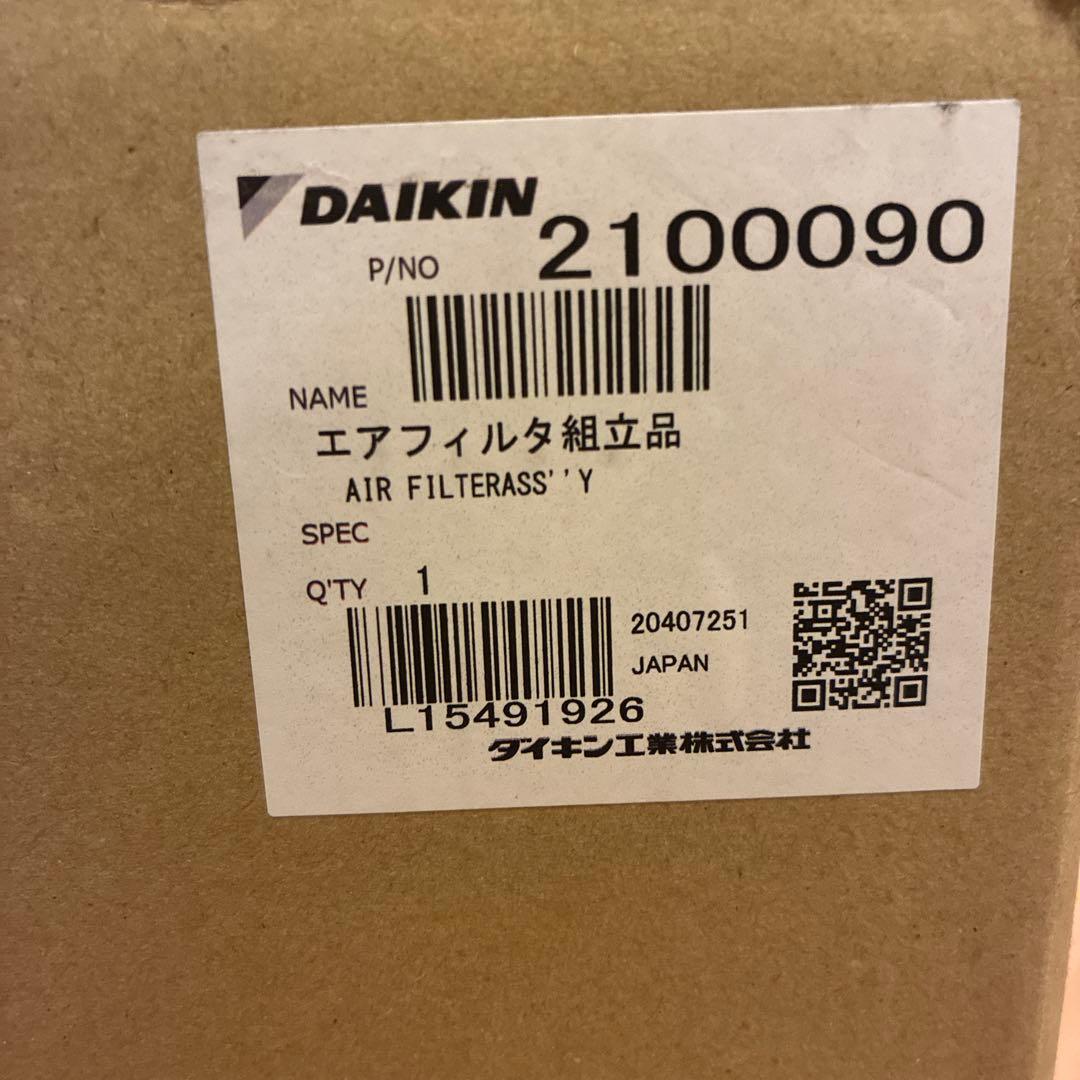 DAIKIN
P/NO 2100090
NAME
エアフィルタ組立品
AIR FILTERASS''Y
SPEC
Q'TY 1
20407251
JAPAN
L15491926
ダイキン工業株式会社